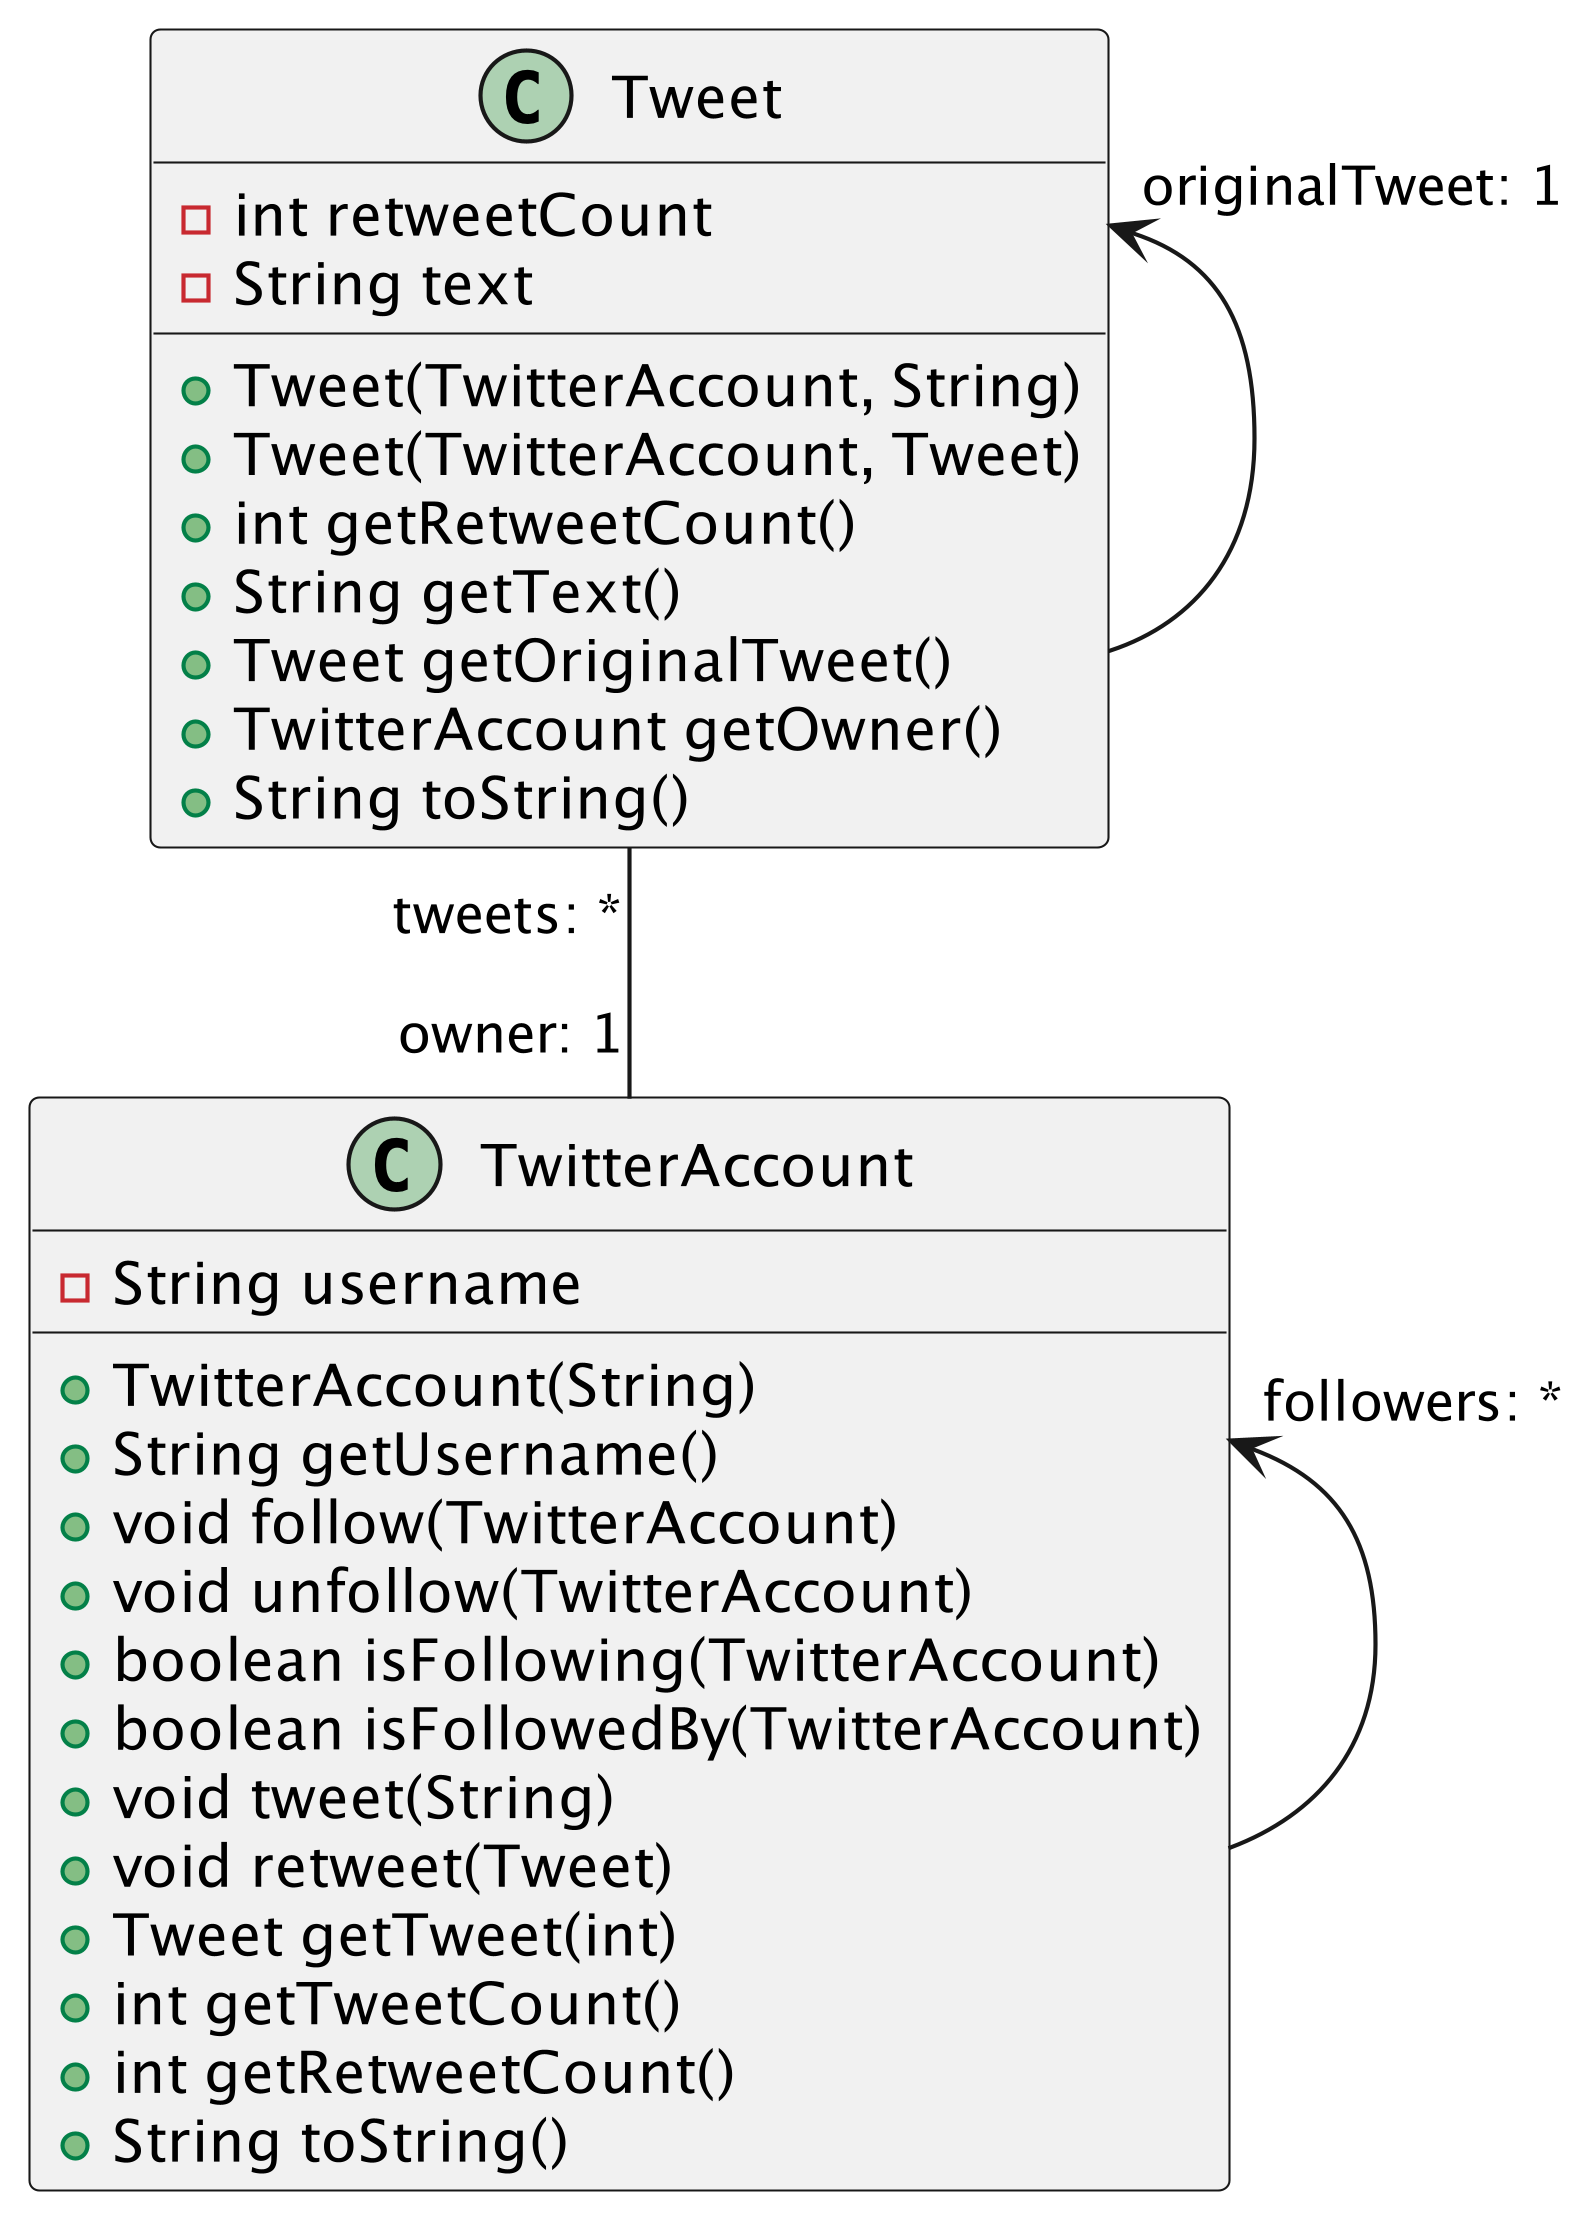 C Tweet
originalTweet: 1
int retweetCount
String text
Tweet(TwitterAccount, String)
Tweet(TwitterAccount, Tweet)
int getRetweetCount()
String getText()
Tweet getOriginalTweet()
TwitterAccount getOwner()
String toString()
tweets: *
owner: 1
C TwitterAccount
String username
followers: *
TwitterAccount(String)
String getUsername()
void follow(TwitterAccount)
void unfollow(TwitterAccount)
boolean isFollowing(TwitterAccount)
boolean isFollowedBy(TwitterAccount)
void tweet(String)
void retweet(Tweet)
Tweet getTweet(int)
int getTweetCount()
int getRetweetCount()
String toString()